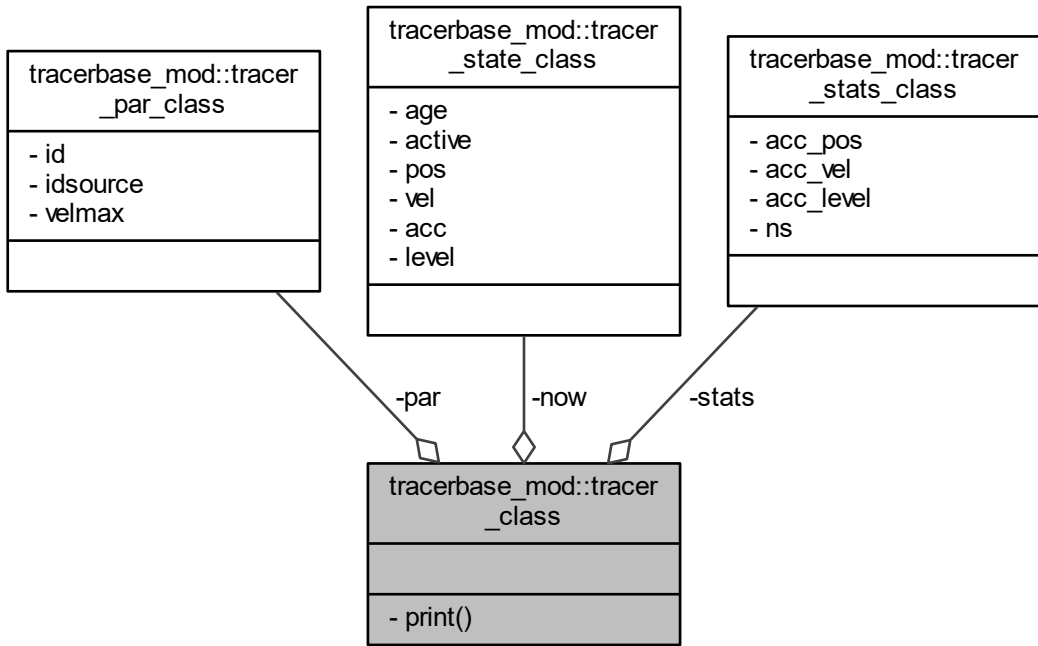 tracerbase_mod::tracer
_par_class
- id
- idsource
- velmax
tracerbase_mod::tracer
_state_class
- age
- active
- pos
- vel
- acc
- level
tracerbase_mod::tracer
_stats_class
- acc_pos
- acc_vel
- acc_level
- ns
-par
-now
-stats
tracerbase_mod::tracer
_class
- print()